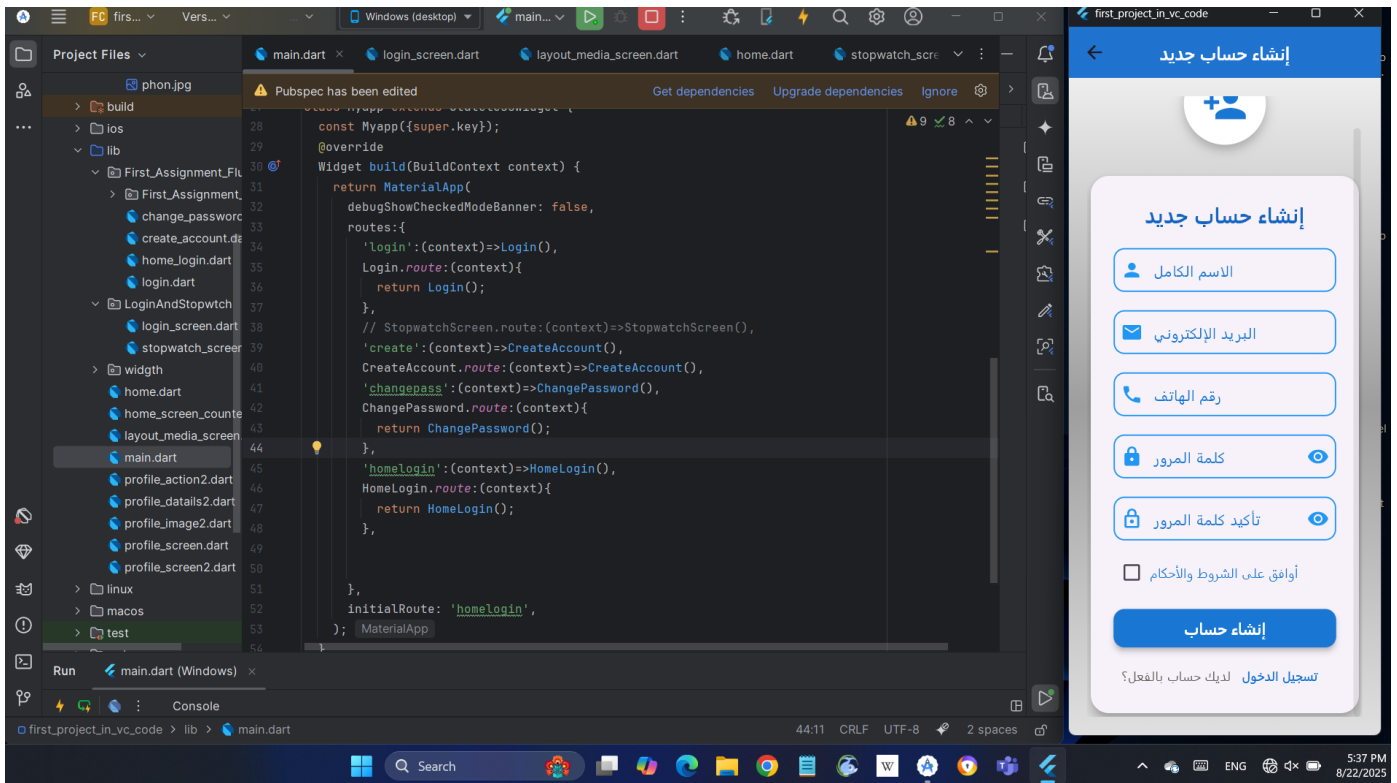 FC firs... Vers... Windows (desktop) main...
first_project_in_vc_code
Project Files
main.dart login_screen.dart layout_media_screen.dart home.dart stopwatch_scre
Pubspec has been edited Get dependencies Upgrade dependencies Ignore
9 8
phon.jpg
build
ios
lib
First_Assignment_Flu
First_Assignment_
change_password
create_account.da
home_login.dart
login.dart
LoginAndStopwtch
login_screen.dart
stopwatch_screen
widgth
home.dart
home_screen_counte
layout_media_screen
main.dart
profile_action2.dart
profile_datails2.dart
profile_image2.dart
profile_screen.dart
profile_screen2.dart
linux
macos
test
28 const Myapp({super.key});
29 @override
30 Widget build(BuildContext context) {
31 return MaterialApp(
32 debugShowCheckedModeBanner: false,
33 routes:{
34 'login':(context)=>Login(),
35 Login.route:(context){
36 return Login();
37 },
38 // StopwatchScreen.route:(context)=>StopwatchScreen(),
39 'create':(context)=>CreateAccount(),
40 CreateAccount.route:(context)=>CreateAccount(),
41 'changepass':(context)=>ChangePassword(),
42 ChangePassword.route:(context){
43 return ChangePassword();
44 },
45 'homelogin':(context)=>HomeLogin(),
46 HomeLogin.route:(context){
47 return HomeLogin();
48 },
49
50
51 },
52 initialRoute: 'homelogin',
53 ); MaterialApp
54 }
Run main.dart (Windows)
Console
first_project_in_vc_code > lib > main.dart 44:11 CRLF UTF-8 2 spaces
إنشاء حساب جديد
إنشاء حساب جديد
الاسم الكامل
البريد الإلكتروني
رقم الهاتف
كلمة المرور
تأكيد كلمة المرور
أوافق على الشروط والأحكام
إنشاء حساب
لديك حساب بالفعل؟ تسجيل الدخول
Search
ENG
5:37 PM
8/22/2025